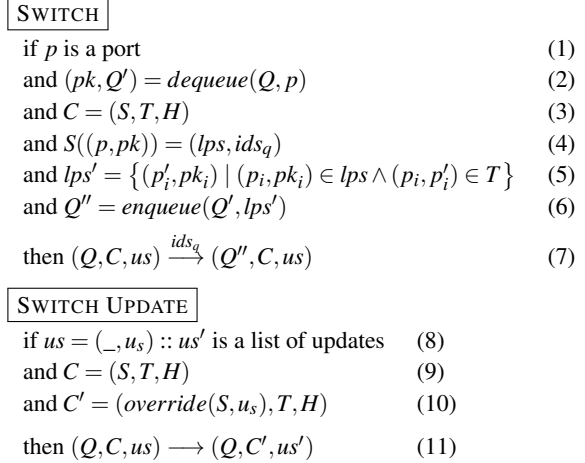 SWITCH
if p is a port (1)
and (pk,Q′) = dequeue(Q, p) (2)
and C = (S,T,H) (3)
and S((p, pk)) = (lps,ids_q) (4)
and lps′ = {(p′_i, pk_i) | (p_i, pk_i) ∈ lps ∧ (p_i, p′_i) ∈ T} (5)
and Q″ = enqueue(Q′,lps′) (6)
then (Q,C,us) —ids_q→ (Q″,C,us) (7)
SWITCH UPDATE
if us = (_,u_s) :: us′ is a list of updates (8)
and C = (S,T,H) (9)
and C′ = (override(S,u_s),T,H) (10)
then (Q,C,us) ⟶ (Q,C′,us′) (11)